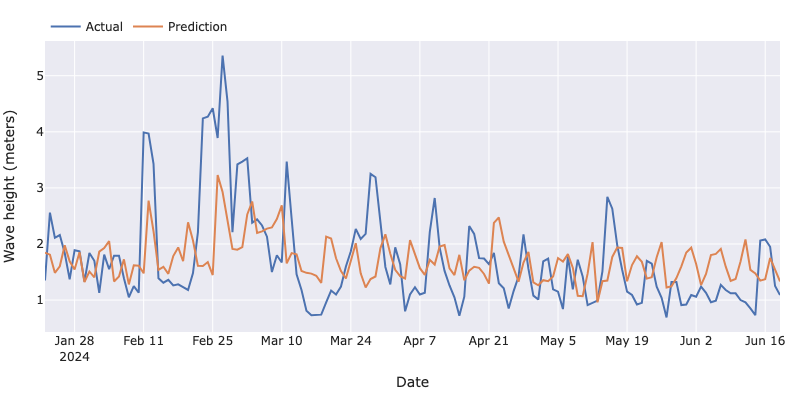 Actual Prediction
Wave height (meters)
5
4
3
2
1
Jan 28 Feb 11 Feb 25 Mar 10 Mar 24 Apr 7 Apr 21 May 5 May 19 Jun 2 Jun 16
2024
Date